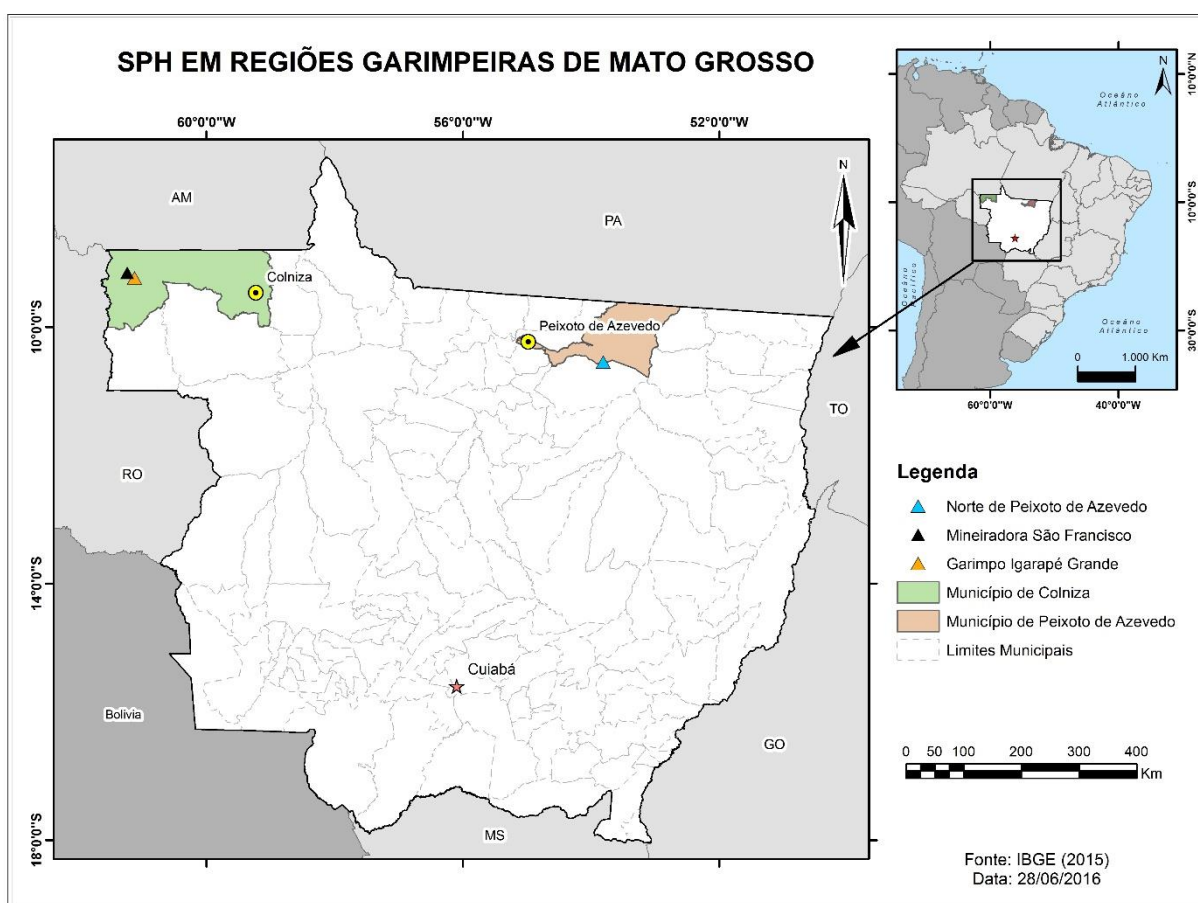 SPH EM REGIÕES GARIMPEIRAS DE MATO GROSSO
60°0'0"W
56°0'0"W
52°0'0"W
N
AM
PA
Colniza
Peixoto de Azevedo
10°0'0"S
TO
RO
14°0'0"S
Cuiabá
Bolivia
GO
MS
18°0'0"S
N
Oceâno
Atlântico
10°0'0"N
10°0'0"S
Oceâno
Pacífico
Oceâno
Atlântico
30°0'0"S
0 1.000 Km
60°0'0"W
40°0'0"W
Legenda
Norte de Peixoto de Azevedo
Mineiradora São Francisco
Garimpo Igarapé Grande
Município de Colniza
Município de Peixoto de Azevedo
Limites Municipais
0 50 100 200 300 400
Km
Fonte: IBGE (2015)
Data: 28/06/2016